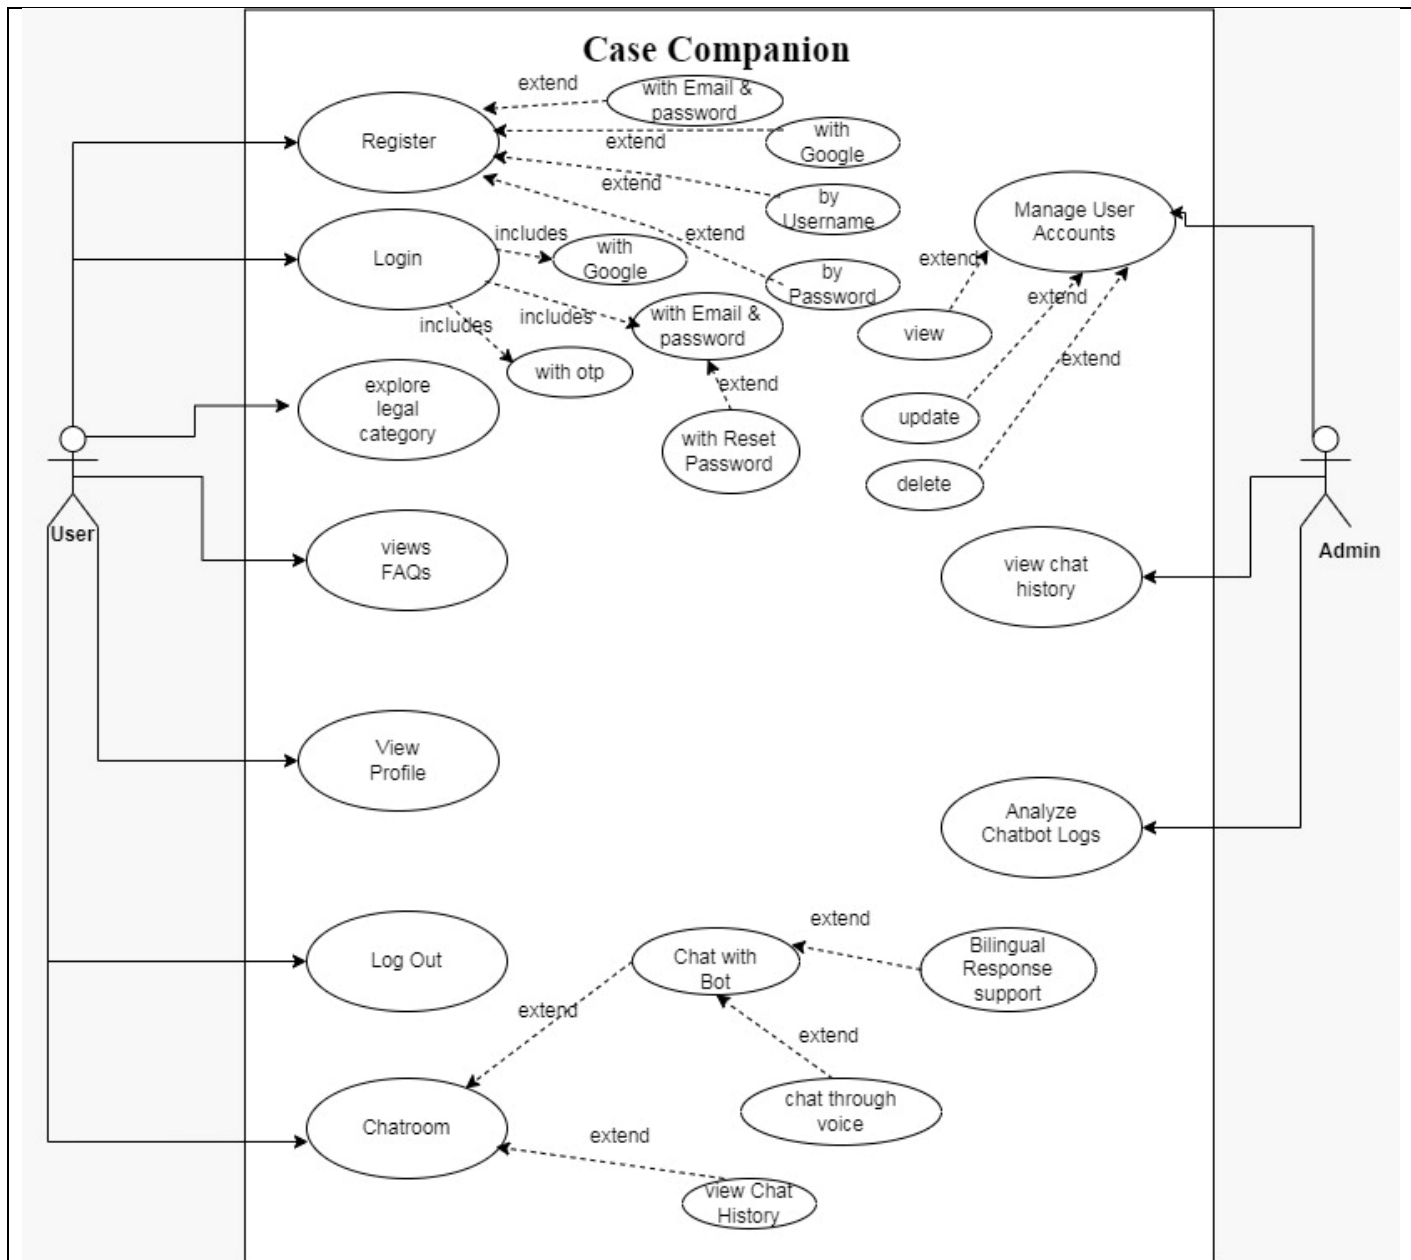 Case Companion
extend
with Email &
password
Register
extend
with
Google
extend
by
Username
Manage User
Accounts
includes
with
Google
extend
Login
by
Password
extend
extend
includes
includes
with Email &
password
view
extend
with otp
extend
explore
legal
category
update
with Reset
Password
delete
User
Admin
views
FAQs
view chat
history
View
Profile
Analyze
Chatbot Logs
extend
Log Out
Chat with
Bot
Bilingual
Response
support
extend
extend
chat through
voice
Chatroom
extend
view Chat
History